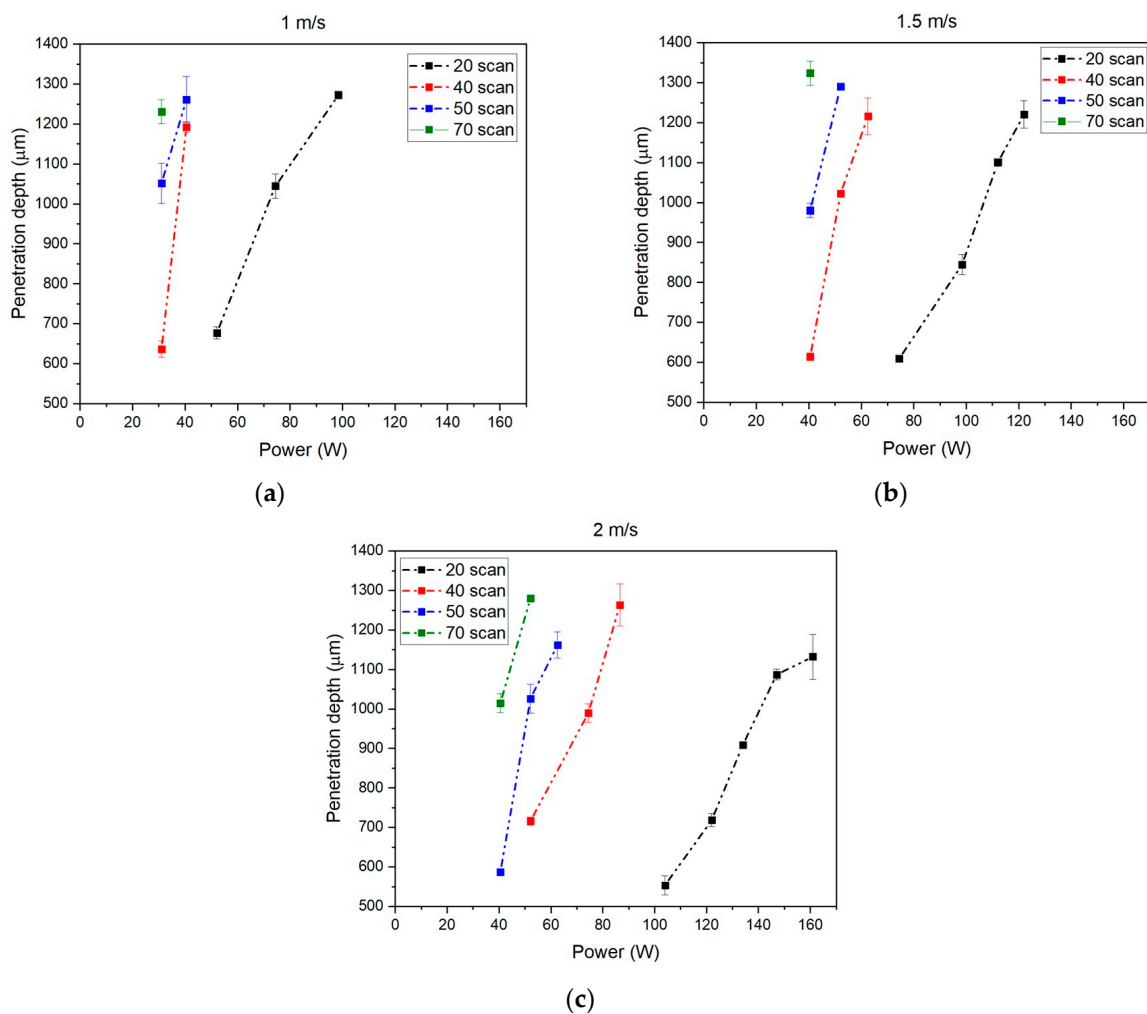 1 m/s
1400
1300
1200
1100
1000
900
800
700
600
500
0 20 40 60 80 100 120 140 160
Penetration depth (μm)
Power (W)
20 scan
40 scan
50 scan
70 scan
(a)
1.5 m/s
1400
1300
1200
1100
1000
900
800
700
600
500
0 20 40 60 80 100 120 140 160
Penetration depth (μm)
Power (W)
20 scan
40 scan
50 scan
70 scan
(b)
2 m/s
1400
1300
1200
1100
1000
900
800
700
600
500
0 20 40 60 80 100 120 140 160
Penetration depth (μm)
Power (W)
20 scan
40 scan
50 scan
70 scan
(c)